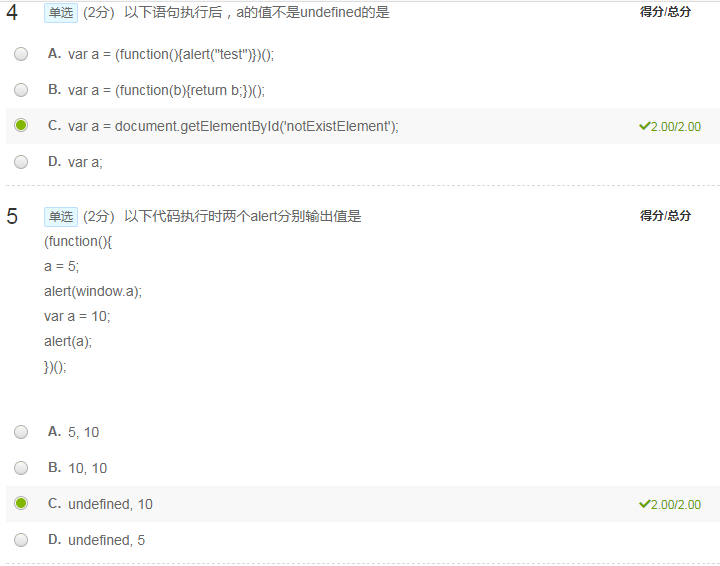 4 单选 (2分) 以下语句执行后，a的值不是undefined的是 得分/总分
A. var a = (function(){alert("test")})();
B. var a = (function(b){return b;})();
C. var a = document.getElementById('notExistElement'); 2.00/2.00
D. var a;
5 单选 (2分) 以下代码执行时两个alert分别输出值是 得分/总分
(function(){
a = 5;
alert(window.a);
var a = 10;
alert(a);
})();
A. 5, 10
B. 10, 10
C. undefined, 10 2.00/2.00
D. undefined, 5